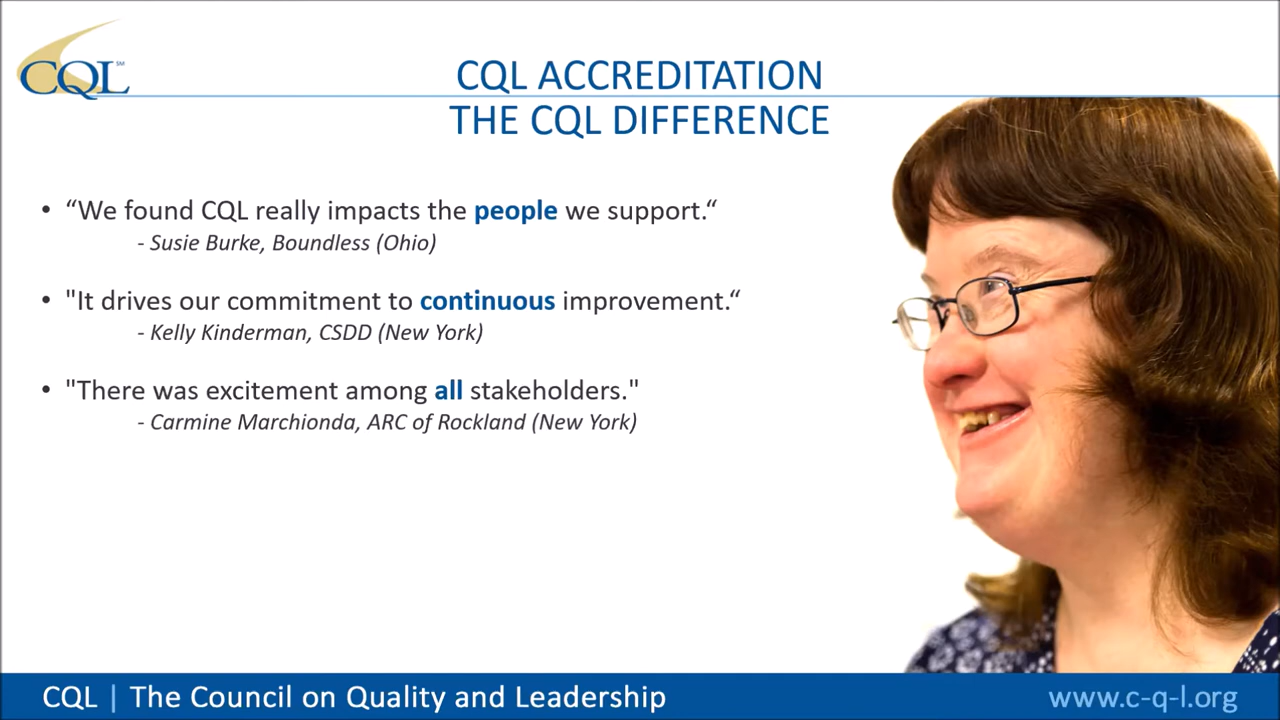 CQL SM
CQL ACCREDITATION
THE CQL DIFFERENCE
• “We found CQL really impacts the people we support.“
- Susie Burke, Boundless (Ohio)
• "It drives our commitment to continuous improvement.“
- Kelly Kinderman, CSDD (New York)
• "There was excitement among all stakeholders."
- Carmine Marchionda, ARC of Rockland (New York)
CQL | The Council on Quality and Leadership
www.c-q-l.org